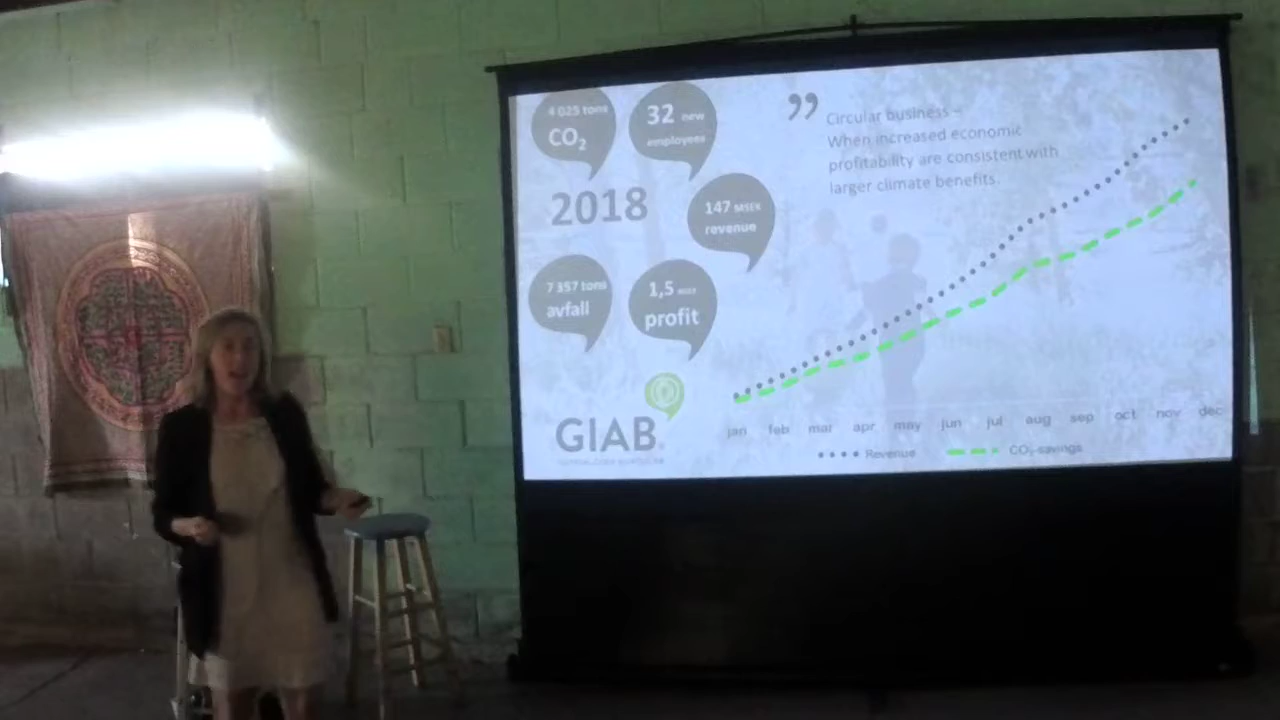 4 025 tons
CO₂
32 new
employees
2018
147 MSEK
revenue
7 357 tons
avfall
1,5 MSEK
profit
GIAB
”
Circular business –
When increased economic
profitability are consistent with
larger climate benefits.
jan feb mar apr may jun jul aug sep oct nov dec
Revenue CO₂-savings